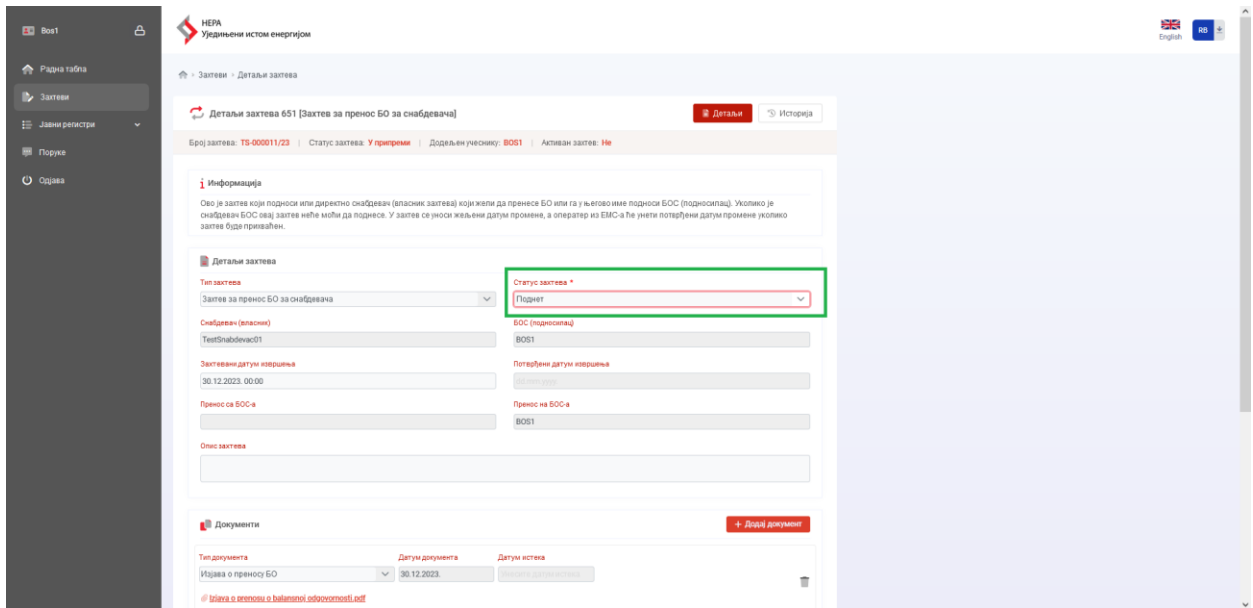 Bos1
Радна табла
Захтеви
Јавни регистри
Поруке
Одјава
НЕРА
Уједињени истом енергијом
English
RB
Захтеви
Детаљи захтева
Детаљи захтева 651 [Захтев за пренос БО за снабдевача]
Детаљи
Историја
Број захтева: TS-000011/23 | Статус захтева: У припреми | Додељен учеснику: BOS1 | Активан захтев: Не
Информација
Ово је захтев који подноси или директно снабдевач (власник захтева) који жели да пренесе БО или га у његово име подноси БОС (подносилац). Уколико је
снабдевач БОС овај захтев неће моћи да поднесе. У захтев се уноси жељени датум промене, а оператер из ЕМС-а ће унети потврђени датум промене уколико
захтев буде прихваћен.
Детаљи захтева
Тип захтева
Захтев за пренос БО за снабдевача
Статус захтева *
Поднет
Снабдевач (власник)
TestSnabdevac01
БОС (подносилац)
BOS1
Захтевани датум извршења
30.12.2023. 00:00
Потврђени датум извршења
dd.mm.yyyy
Пренос са БОС-а
Пренос на БОС-а
BOS1
Опис захтева
Документи
+ Додај документ
Тип документа
Изјава о преносу БО
Датум документа
30.12.2023.
Датум истека
Izjava o prenosu o balansnoj odgovornosti.pdf